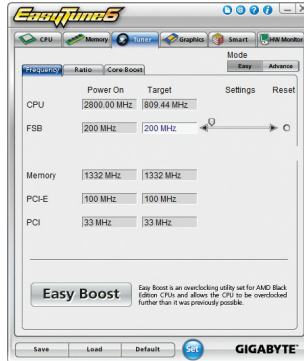 EasyTune6
CPU Memory Tuner Graphics Smart HW Monitor
Mode
Frequency Ratio Core Boost Easy Advance
Power On Target Settings Reset
CPU 2800.00 MHz 809.44 MHz
FSB 200 MHz 200 MHz
Memory 1332 MHz 1332 MHz
PCI-E 100 MHz 100 MHz
PCI 33 MHz 33 MHz
Easy Boost
Easy Boost is an overclocking utility set for AMD Black
Edition CPUs and allows the CPU to be overclocked
further than it was previously possible.
Save Load Default Set GIGABYTE